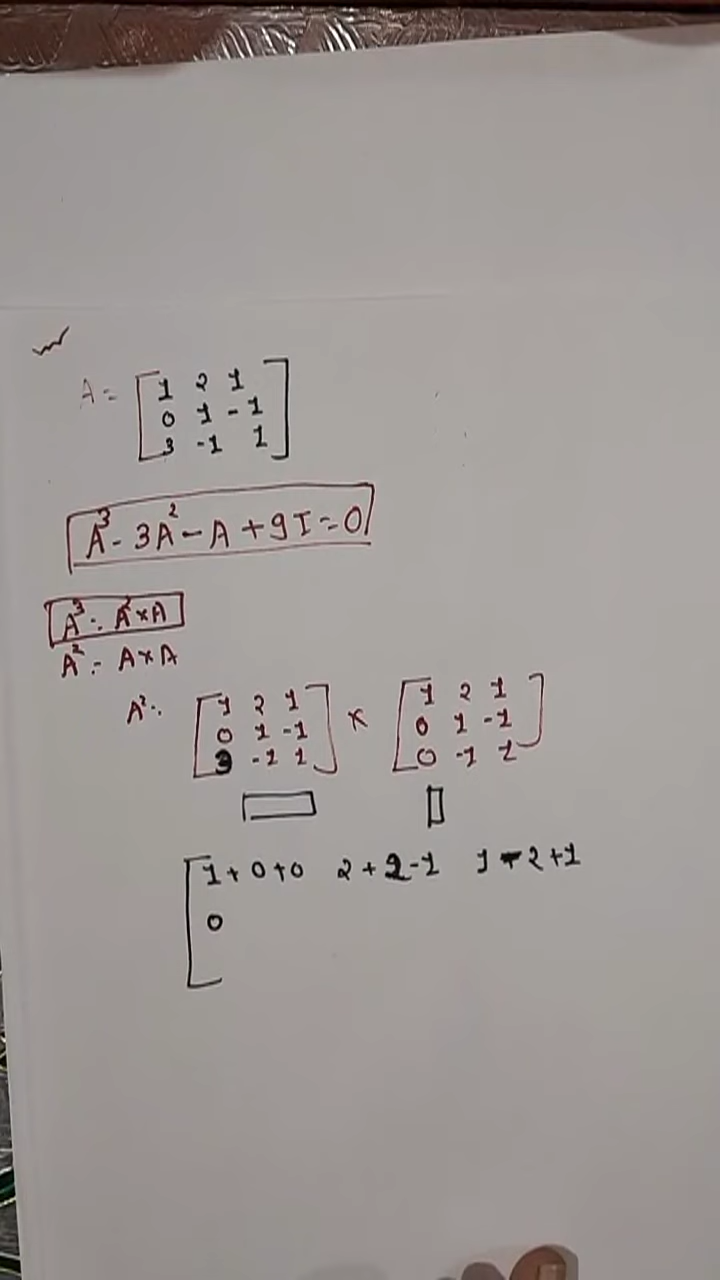 A = [1 2 1
0 1 -1
3 -1 1]
A³ - 3A² - A + 9I = 0
A³ = A² × A
A² = A × A
A² = [1 2 1 × [1 2 1
0 1 -1 0 1 -1
3 -1 1] 0 -1 1]
[1 + 0 + 0 2 + 2 - 1 1 - 2 + 1
0